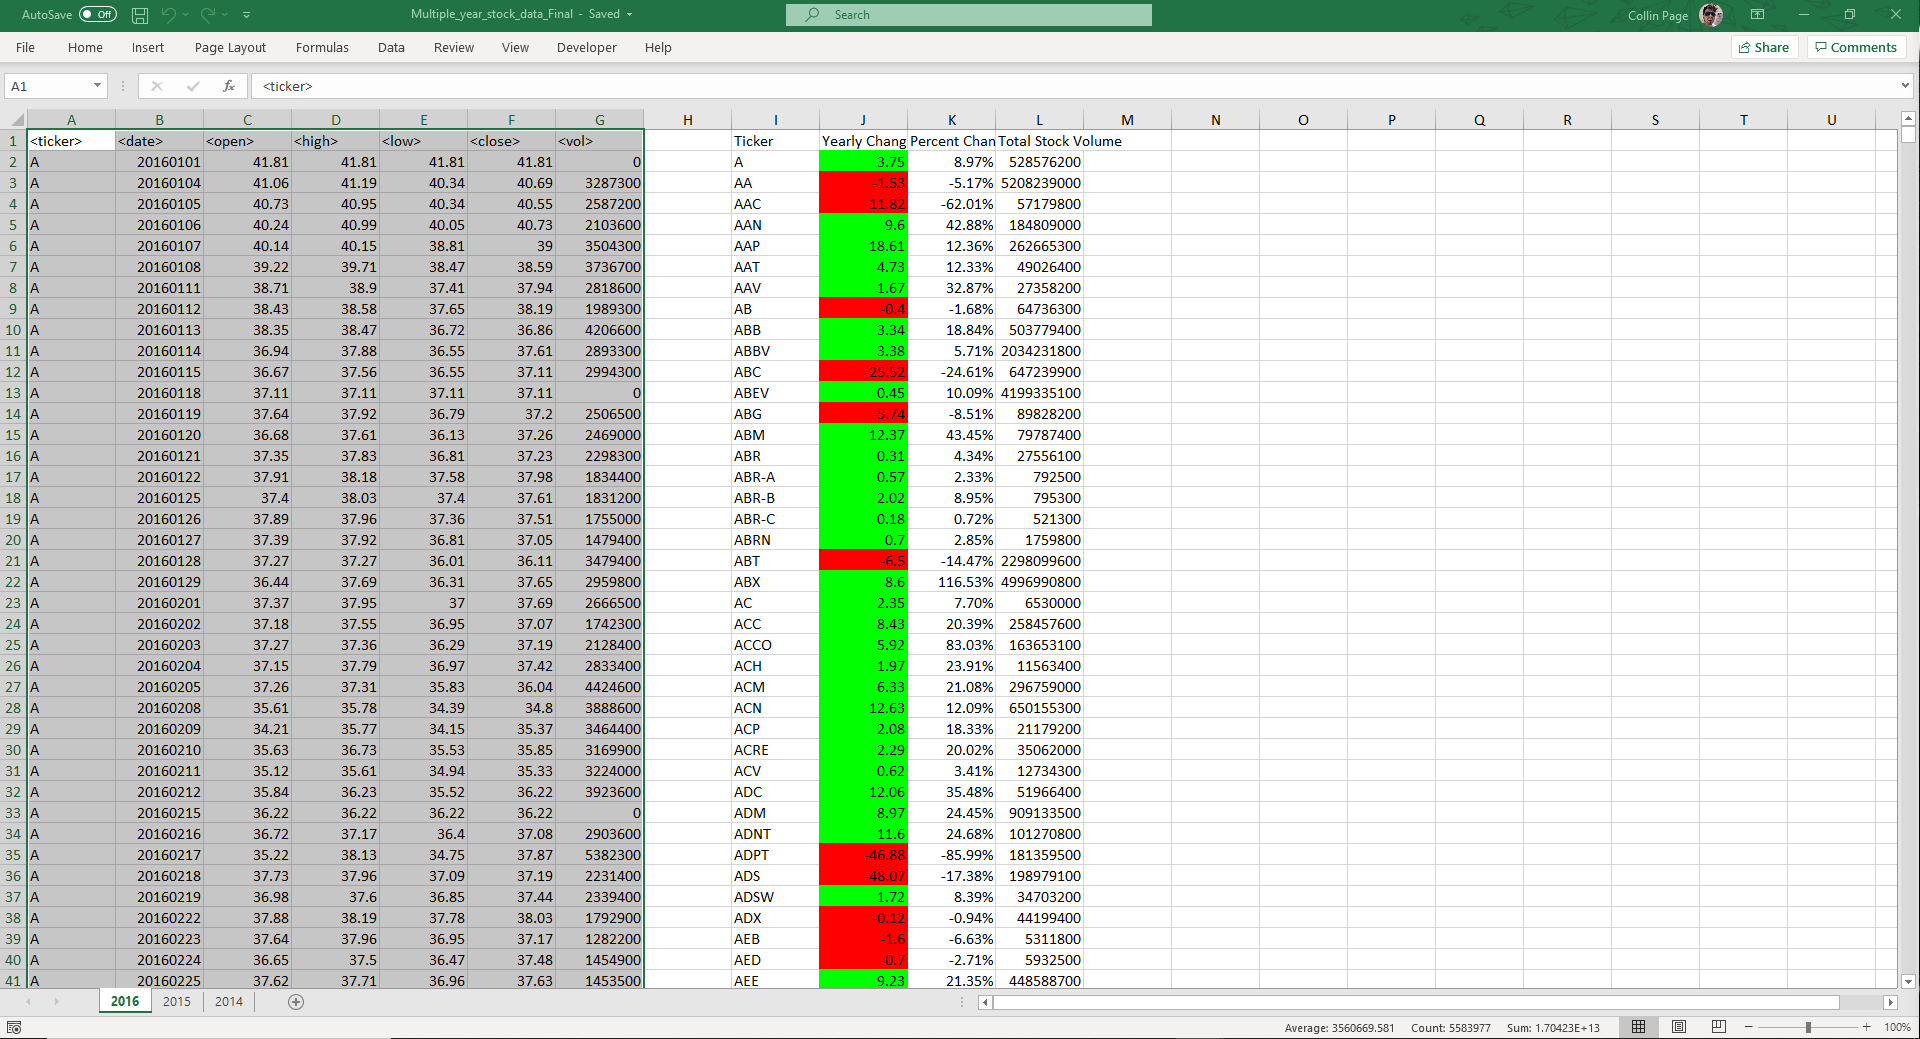 AutoSave Off Multiple_year_stock_data_Final - Saved Search Collin Page
File Home Insert Page Layout Formulas Data Review View Developer Help Share Comments
A1 fx <ticker>
A B C D E F G H I J K L M N O P Q R S T U
1 <ticker> <date> <open> <high> <low> <close> <vol> Ticker Yearly Chang Percent Chan Total Stock Volume
2 A 20160101 41.81 41.81 41.81 41.81 0 A 3.75 8.97% 528576200
3 A 20160104 41.06 41.19 40.34 40.69 3287300 AA -1.53 -5.17% 5208239000
4 A 20160105 40.73 40.95 40.34 40.55 2587200 AAC -11.82 -62.01% 57179800
5 A 20160106 40.24 40.99 40.05 40.73 2103600 AAN 9.6 42.88% 184809000
6 A 20160107 40.14 40.15 38.81 39 3504300 AAP 18.61 12.36% 262665300
7 A 20160108 39.22 39.71 38.47 38.59 3736700 AAT 4.73 12.33% 49026400
8 A 20160111 38.71 38.9 37.41 37.94 2818600 AAV 1.67 32.87% 27358200
9 A 20160112 38.43 38.58 37.65 38.19 1989300 AB -0.4 -1.68% 64736300
10 A 20160113 38.35 38.47 36.72 36.86 4206600 ABB 3.34 18.84% 503779400
11 A 20160114 36.94 37.88 36.55 37.61 2893300 ABBV 3.38 5.71% 2034231800
12 A 20160115 36.67 37.56 36.55 37.11 2994300 ABC -25.52 -24.61% 647239900
13 A 20160118 37.11 37.11 37.11 37.11 0 ABEV 0.45 10.09% 4199335100
14 A 20160119 37.64 37.92 36.79 37.2 2506500 ABG -5.74 -8.51% 89828200
15 A 20160120 36.68 37.61 36.13 37.26 2469000 ABM 12.37 43.45% 79787400
16 A 20160121 37.35 37.83 36.81 37.23 2298300 ABR 0.31 4.34% 27556100
17 A 20160122 37.91 38.18 37.58 37.98 1834400 ABR-A 0.57 2.33% 792500
18 A 20160125 37.4 38.03 37.4 37.61 1831200 ABR-B 2.02 8.95% 795300
19 A 20160126 37.89 37.96 37.36 37.51 1755000 ABR-C 0.18 0.72% 521300
20 A 20160127 37.39 37.92 36.81 37.05 1479400 ABRN 0.7 2.85% 1759800
21 A 20160128 37.27 37.27 36.01 36.11 3479400 ABT -6.5 -14.47% 2298099600
22 A 20160129 36.44 37.69 36.31 37.65 2959800 ABX 8.6 116.53% 4996990800
23 A 20160201 37.37 37.95 37 37.69 2666500 AC 2.35 7.70% 6530000
24 A 20160202 37.18 37.55 36.95 37.07 1742300 ACC 8.43 20.39% 258457600
25 A 20160203 37.27 37.36 36.29 37.19 2128400 ACCO 5.92 83.03% 163653100
26 A 20160204 37.15 37.79 36.97 37.42 2833400 ACH 1.97 23.91% 11563400
27 A 20160205 37.26 37.31 35.83 36.04 4424600 ACM 6.33 21.08% 296759000
28 A 20160208 35.61 35.78 34.39 34.8 3888600 ACN 12.63 12.09% 650155300
29 A 20160209 34.21 35.77 34.15 35.37 3464400 ACP 2.08 18.33% 21179200
30 A 20160210 35.63 36.73 35.53 35.85 3169900 ACRE 2.29 20.02% 35062000
31 A 20160211 35.12 35.61 34.94 35.33 3224000 ACV 0.62 3.41% 12734300
32 A 20160212 35.84 36.23 35.52 36.22 3923600 ADC 12.06 35.48% 51966400
33 A 20160215 36.22 36.22 36.22 36.22 0 ADM 8.97 24.45% 909133500
34 A 20160216 36.72 37.17 36.4 37.08 2903600 ADNT 11.6 24.68% 101270800
35 A 20160217 35.22 38.13 34.75 37.87 5382300 ADPT -46.88 -85.99% 181359500
36 A 20160218 37.73 37.96 37.09 37.19 2231400 ADS -48.07 -17.38% 198979100
37 A 20160219 36.98 37.6 36.85 37.44 2339400 ADSW 1.72 8.39% 34703200
38 A 20160222 37.88 38.19 37.78 38.03 1792900 ADX -0.12 -0.94% 44199400
39 A 20160223 37.64 37.96 36.95 37.17 1282200 AEB -1.6 -6.63% 5311800
40 A 20160224 36.65 37.5 36.47 37.48 1454900 AED -0.7 -2.71% 5932500
41 A 20160225 37.62 37.71 36.96 37.63 1453500 AEE 9.23 21.35% 448588700
2016 2015 2014
Average: 3560669.581 Count: 5583977 Sum: 1.70423E+13 100%